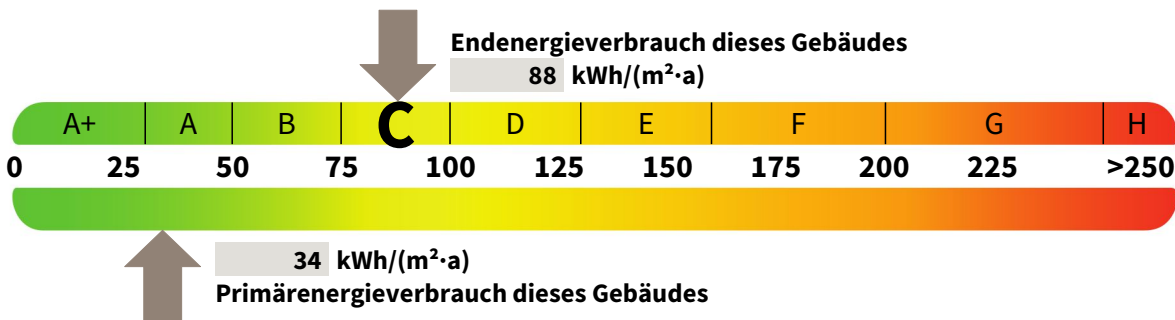 Endenergieverbrauch dieses Gebäudes
88 kWh/(m²·a)
A+ A B C D E F G H
0 25 50 75 100 125 150 175 200 225 >250
34 kWh/(m²·a)
Primärenergieverbrauch dieses Gebäudes